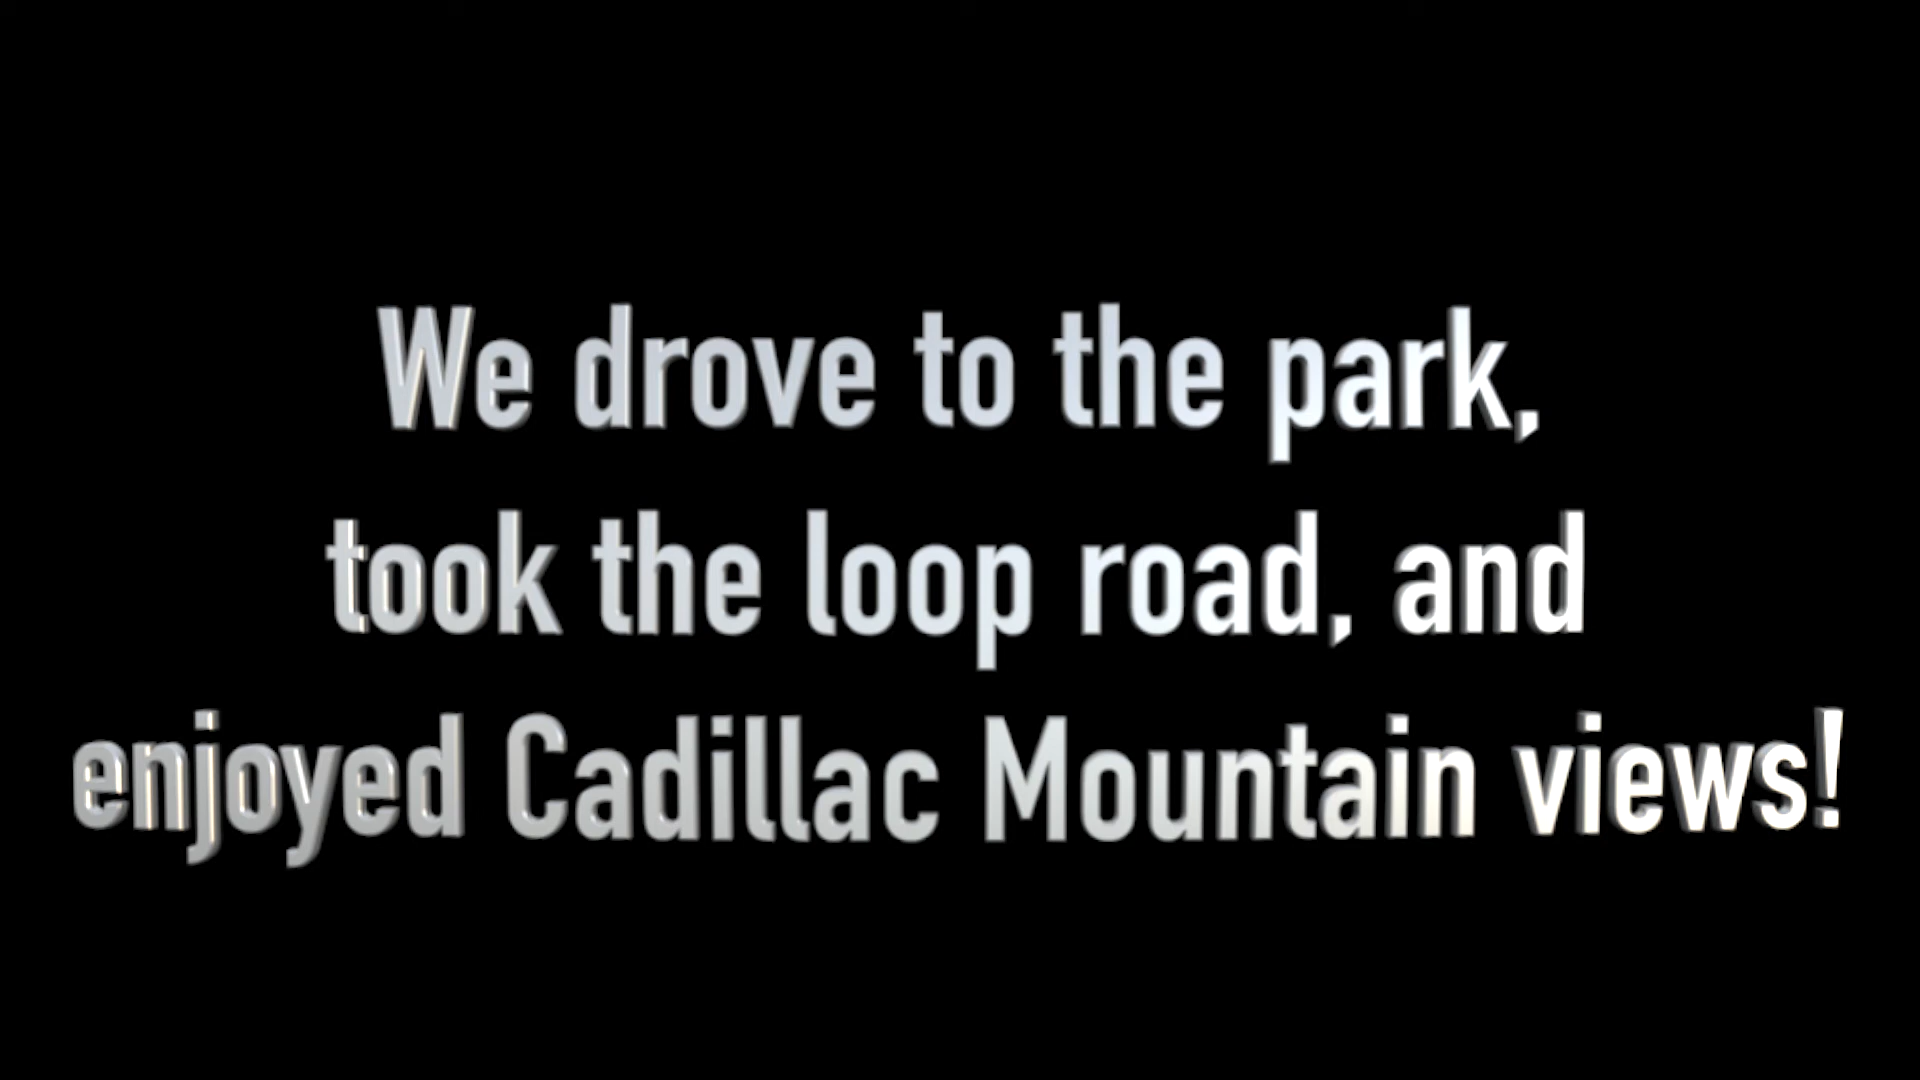 We drove to the park,
took the loop road, and
enjoyed Cadillac Mountain views!